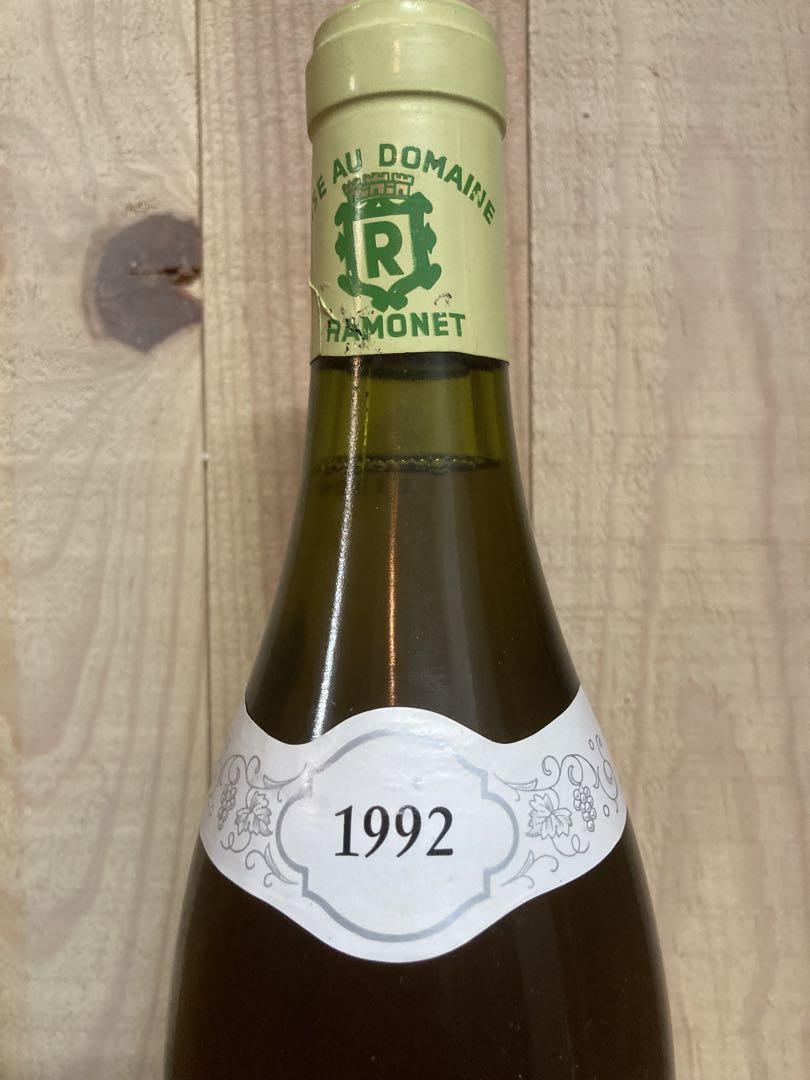 AU DOMAINE
R
RAMONET
1992